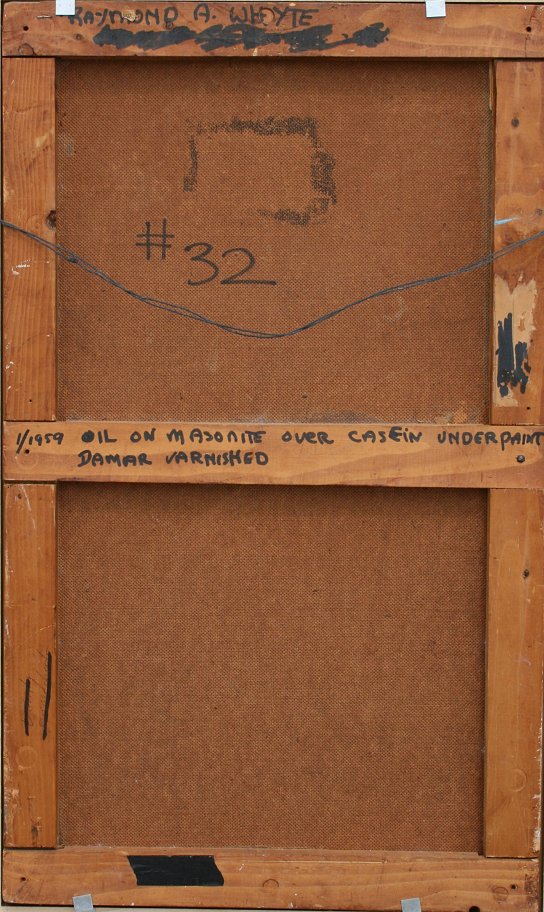 RAYMOND A. WHYTE
#32
1/1959 OIL ON MASONITE OVER CASEIN UNDERPAINT
DAMAR VARNISHED